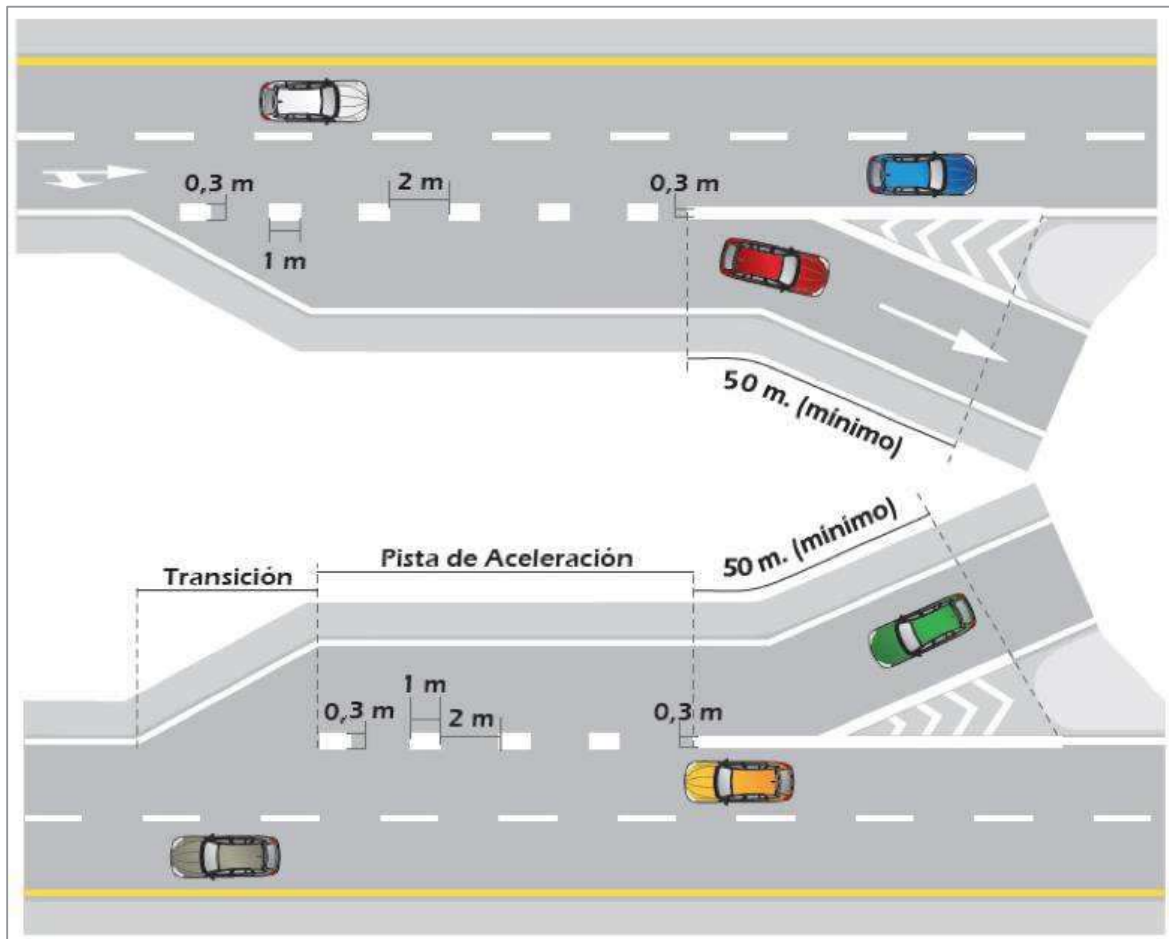 0,3 m
2 m
0,3 m
1 m
50 m. (mínimo)
50 m. (mínimo)
Pista de Aceleración
Transición
1 m
0,3 m
2 m
0,3 m